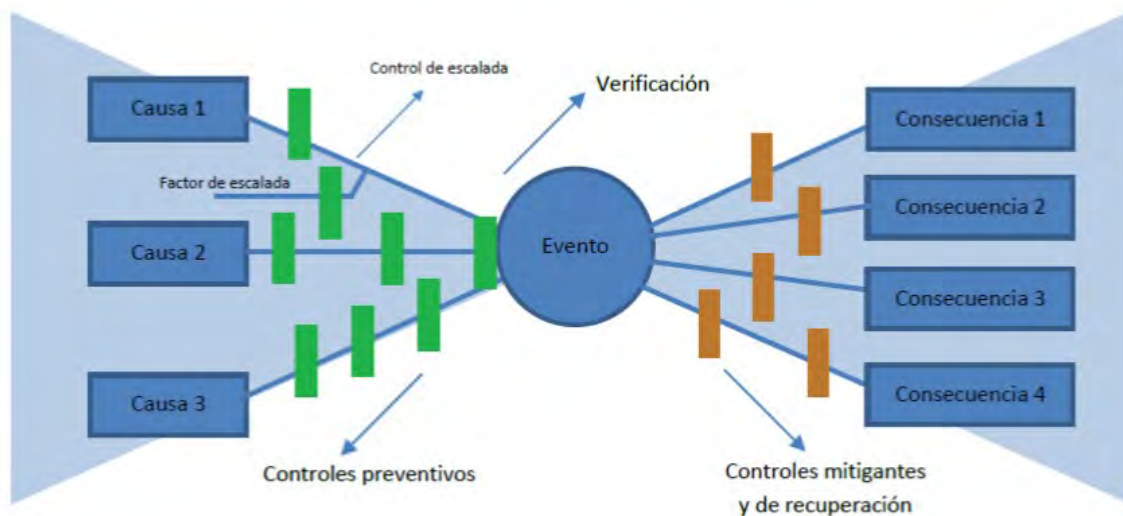 Control de escalada
Verificación
Causa 1
Consecuencia 1
Factor de escalada
Consecuencia 2
Causa 2
Evento
Consecuencia 3
Causa 3
Consecuencia 4
Controles preventivos
Controles mitigantes
y de recuperación